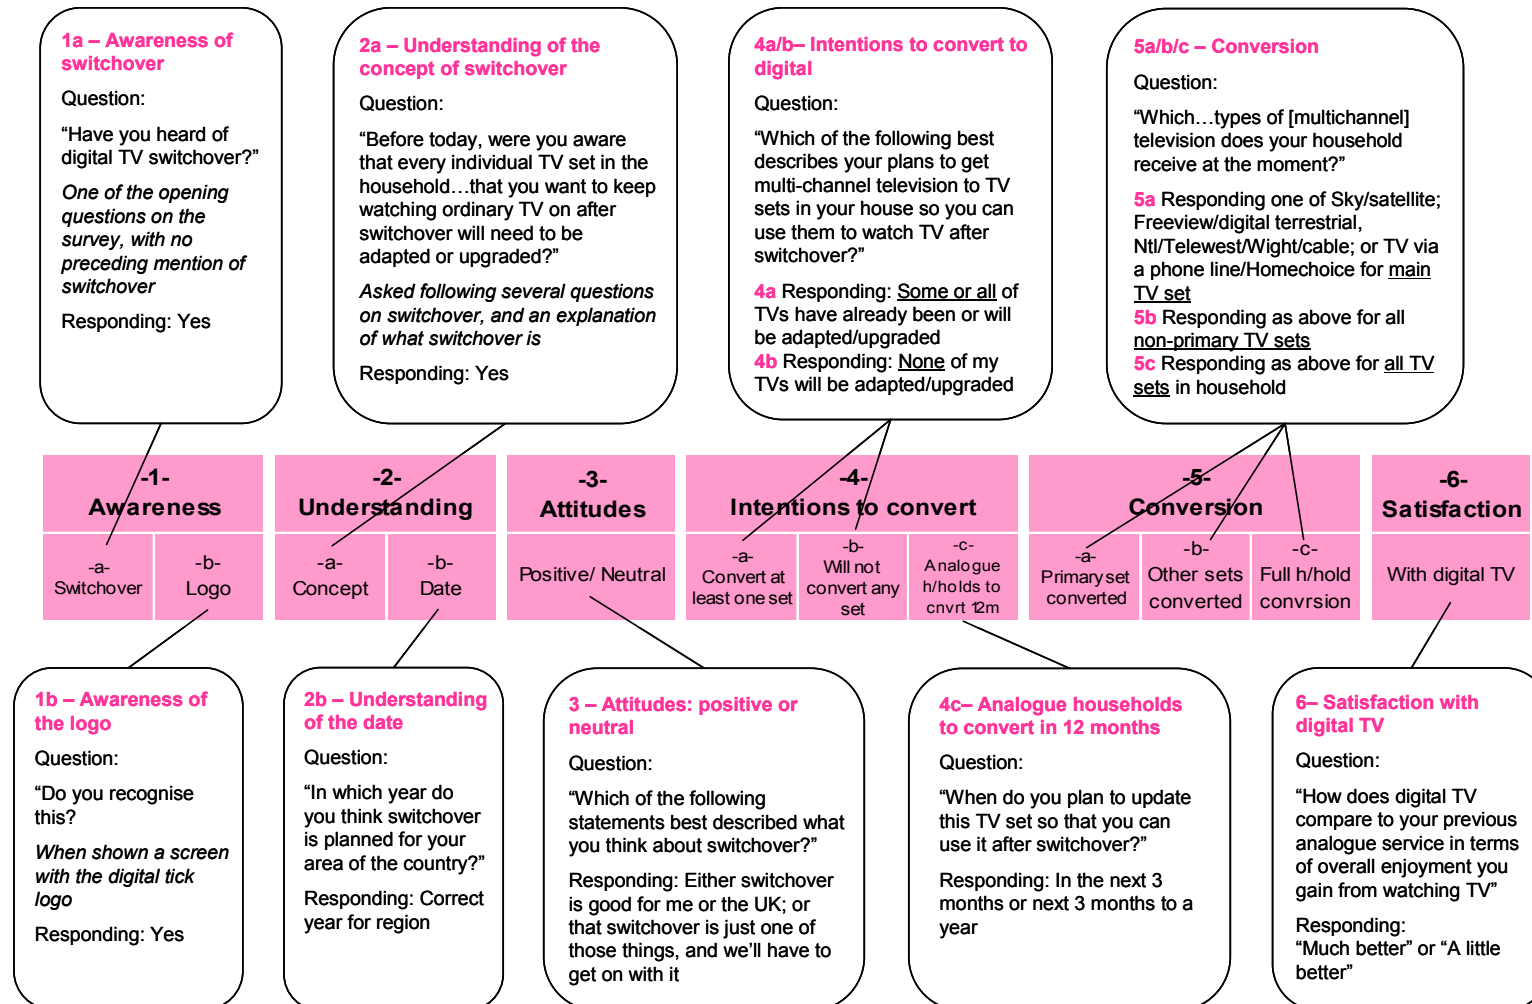 1a – Awareness of
switchover
Question:
“Have you heard of
digital TV switchover?”
One of the opening
questions on the
survey, with no
preceding mention of
switchover
Responding: Yes
2a – Understanding of the
concept of switchover
Question:
“Before today, were you aware
that every individual TV set in the
household…that you want to keep
watching ordinary TV on after
switchover will need to be
adapted or upgraded?”
Asked following several questions
on switchover, and an explanation
of what switchover is
Responding: Yes
4a/b– Intentions to convert to
digital
Question:
“Which of the following best
describes your plans to get
multi-channel television to TV
sets in your house so you can
use them to watch TV after
switchover?”
4a Responding: Some or all of
TVs have already been or will
be adapted/upgraded
4b Responding: None of my
TVs will be adapted/upgraded
5a/b/c – Conversion
Question:
“Which…types of [multichannel]
television does your household
receive at the moment?”
5a Responding one of Sky/satellite;
Freeview/digital terrestrial,
Ntl/Telewest/Wight/cable; or TV via
a phone line/Homechoice for main
TV set
5b Responding as above for all
non-primary TV sets
5c Responding as above for all TV
sets in household
-1-
Awareness
-2-
Understanding
-3-
Attitudes
-4-
Intentions to convert
-5-
Conversion
-6-
Satisfaction
-a-
Switchover
-b-
Logo
-a-
Concept
-b-
Date
Positive/ Neutral
-a-
Convert at
least one set
-b-
Will not
convert any
set
-c-
Analogue
h/holds to
cnvrt 12m
-a-
Primary set
converted
-b-
Other sets
converted
-c-
Full h/hold
convrsion
With digital TV
1b – Awareness of
the logo
Question:
“Do you recognise
this?
When shown a screen
with the digital tick
logo
Responding: Yes
2b – Understanding
of the date
Question:
“In which year do
you think switchover
is planned for your
area of the country?”
Responding: Correct
year for region
3 – Attitudes: positive or
neutral
Question:
“Which of the following
statements best described what
you think about switchover?”
Responding: Either switchover
is good for me or the UK; or
that switchover is just one of
those things, and we’ll have to
get on with it
4c– Analogue households
to convert in 12 months
Question:
“When do you plan to update
this TV set so that you can
use it after switchover?”
Responding: In the next 3
months or next 3 months to a
year
6– Satisfaction with
digital TV
Question:
“How does digital TV
compare to your previous
analogue service in terms
of overall enjoyment you
gain from watching TV”
Responding:
“Much better” or “A little
better”